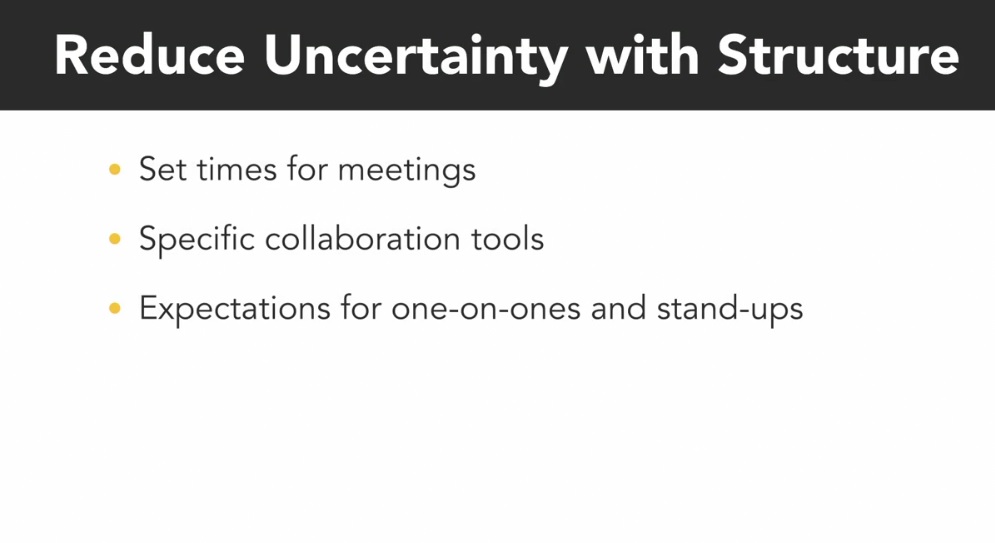 Reduce Uncertainty with Structure
Set times for meetings
Specific collaboration tools
Expectations for one-on-ones and stand-ups